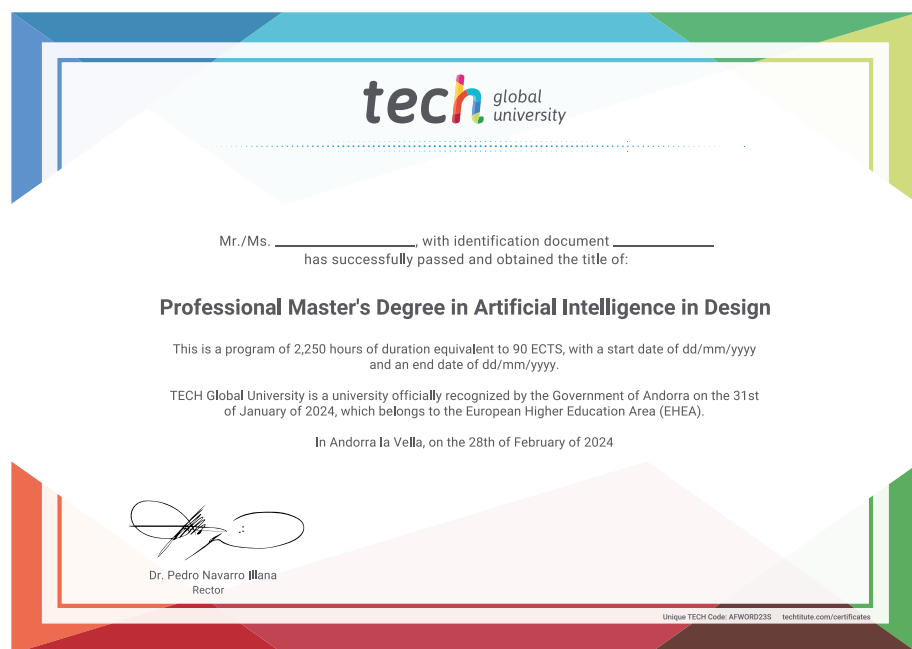 tech global university
Mr./Ms. ____________, with identification document ____________
has successfully passed and obtained the title of:
Professional Master's Degree in Artificial Intelligence in Design
This is a program of 2,250 hours of duration equivalent to 90 ECTS, with a start date of dd/mm/yyyy
and an end date of dd/mm/yyyy.
TECH Global University is a university officially recognized by the Government of Andorra on the 31st
of January of 2024, which belongs to the European Higher Education Area (EHEA).
In Andorra la Vella, on the 28th of February of 2024
Dr. Pedro Navarro Illana
Rector
Unique TECH Code: AFWORD23S techtitute.com/certificates